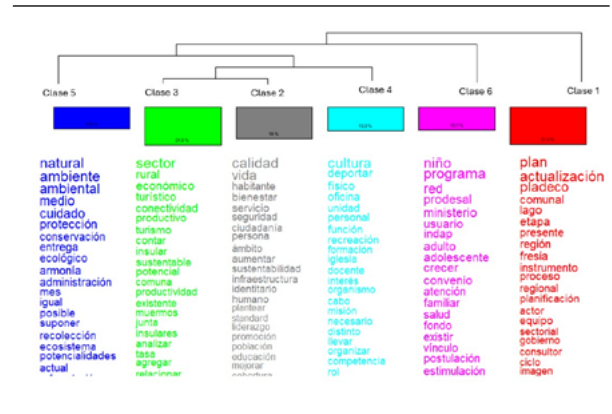 Clase 5
Clase 3
Clase 2
Clase 4
Clase 6
Clase 1
natural
ambiente
ambiental
medio
cuidado
protección
conservación
entrega
ecológico
armonía
administración
mes
igual
posible
suponer
recolección
ecosistema
potencialidades
actual
sector
rural
económico
turístico
conectividad
productivo
turismo
contar
insular
sustentable
potencial
comuna
productividad
existente
muermos
junta
insulares
analizar
tasa
agregar
relacionar
calidad
vida
habitante
bienestar
servicio
seguridad
ciudadanía
persona
ámbito
aumentar
sustentabilidad
infraestructura
identitario
humano
plantear
standard
liderazgo
promoción
población
educación
mejorar
cobertura
cultura
deportar
físico
oficina
unidad
personal
función
recreación
formación
iglesia
docente
interés
organismo
cabo
misión
necesario
distinto
llevar
organizar
competencia
rol
niño
programa
red
prodesal
ministerio
usuario
indap
adulto
adolescente
crecer
convenio
atención
familiar
salud
fondo
existir
vínculo
postulación
estimulación
plan
actualización
pladeco
comunal
lago
etapa
presente
región
fresia
instrumento
proceso
regional
planificación
actor
equipo
sectorial
gobierno
consultor
ciclo
imagen